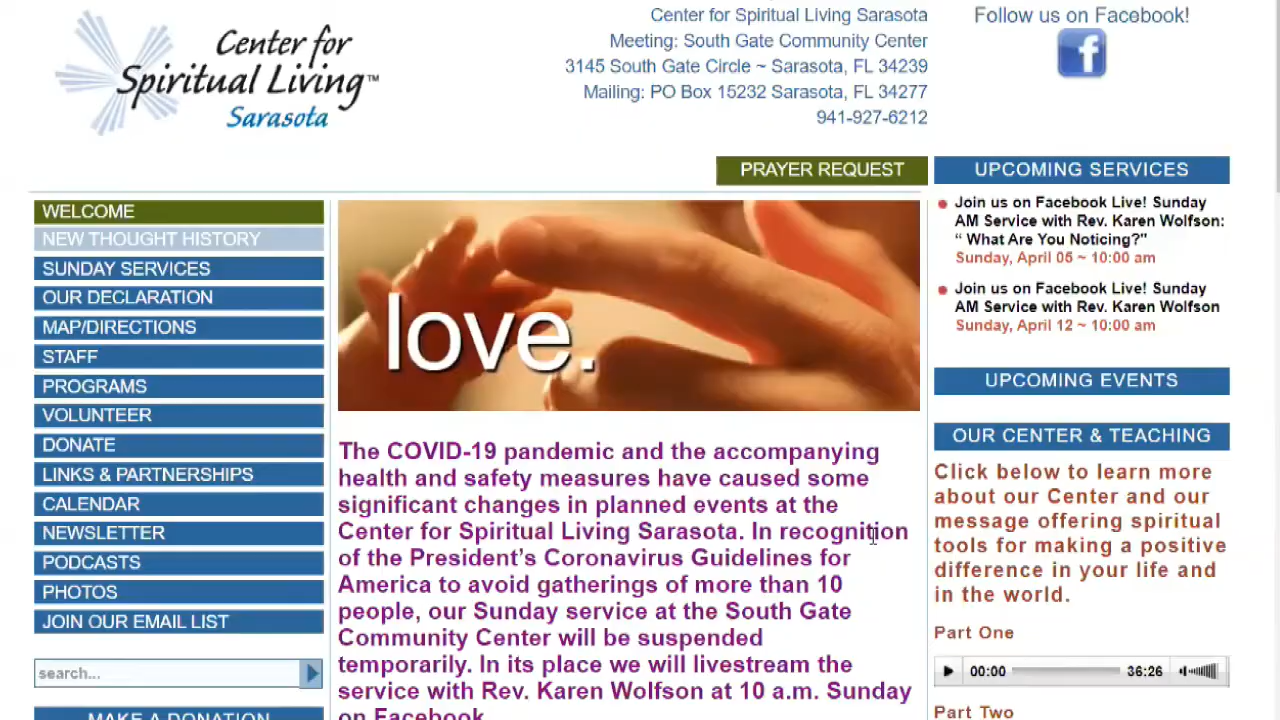 Center for
Spiritual Living™
Sarasota
Center for Spiritual Living Sarasota
Meeting: South Gate Community Center
3145 South Gate Circle ~ Sarasota, FL 34239
Mailing: PO Box 15232 Sarasota, FL 34277
941-927-6212
Follow us on Facebook!
f
PRAYER REQUEST
WELCOME
NEW THOUGHT HISTORY
SUNDAY SERVICES
OUR DECLARATION
MAP/DIRECTIONS
STAFF
PROGRAMS
VOLUNTEER
DONATE
LINKS & PARTNERSHIPS
CALENDAR
NEWSLETTER
PODCASTS
PHOTOS
JOIN OUR EMAIL LIST
search...
MAKE A DONATION
love.
The COVID-19 pandemic and the accompanying
health and safety measures have caused some
significant changes in planned events at the
Center for Spiritual Living Sarasota. In recognition
of the President's Coronavirus Guidelines for
America to avoid gatherings of more than 10
people, our Sunday service at the South Gate
Community Center will be suspended
temporarily. In its place we will livestream the
service with Rev. Karen Wolfson at 10 a.m. Sunday
on Facebook
UPCOMING SERVICES
Join us on Facebook Live! Sunday
AM Service with Rev. Karen Wolfson:
“ What Are You Noticing?"
Sunday, April 05 ~ 10:00 am
Join us on Facebook Live! Sunday
AM Service with Rev. Karen Wolfson
Sunday, April 12 ~ 10:00 am
UPCOMING EVENTS
OUR CENTER & TEACHING
Click below to learn more
about our Center and our
message offering spiritual
tools for making a positive
difference in your life and
in the world.
Part One
00:00 36:26
Part Two